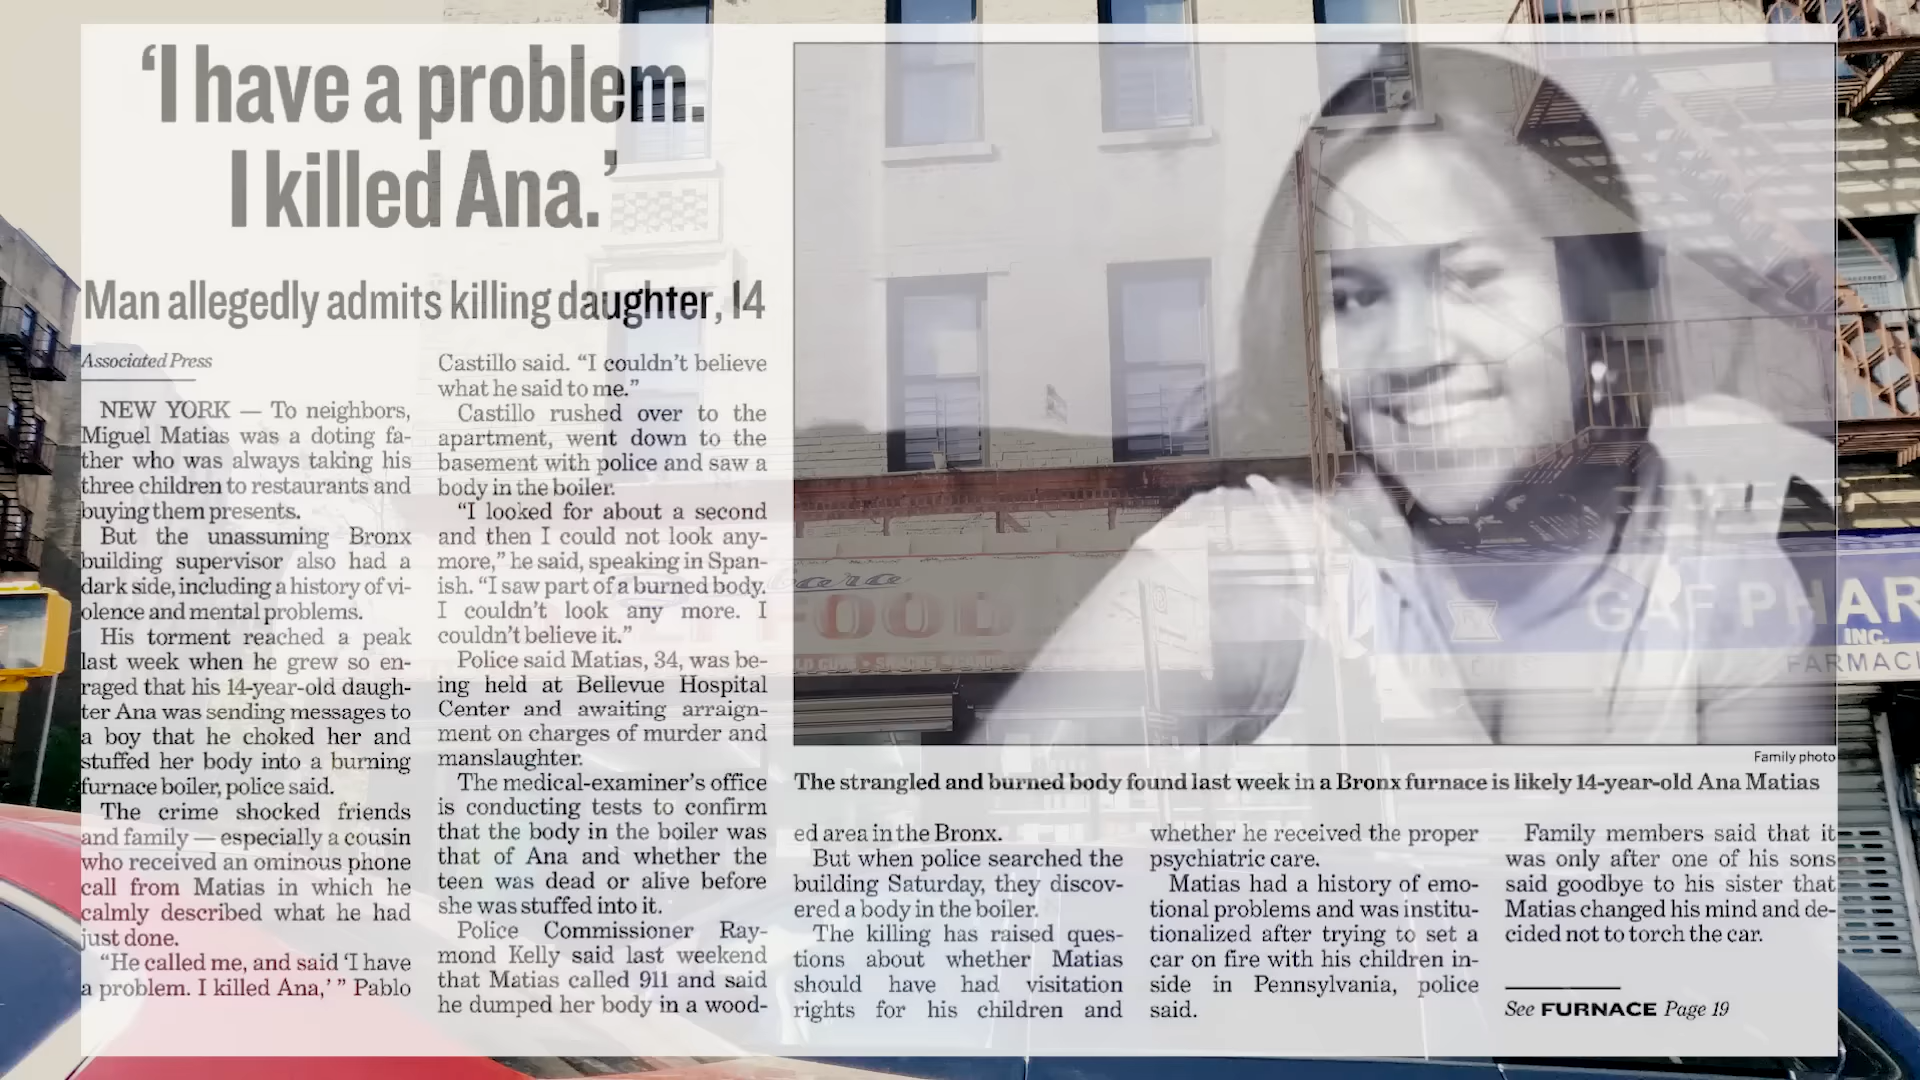 ‘I have a problem.
I killed Ana.’
Man allegedly admits killing daughter, 14
Associated Press
NEW YORK — To neighbors,
Miguel Matias was a doting fa-
ther who was always taking his
three children to restaurants and
buying them presents.
But the unassuming Bronx
building supervisor also had a
dark side, including a history of vi-
olence and mental problems.
His torment reached a peak
last week when he grew so en-
raged that his 14-year-old daugh-
ter Ana was sending messages to
a boy that he choked her and
stuffed her body into a burning
furnace boiler, police said.
The crime shocked friends
and family — especially a cousin
who received an ominous phone
call from Matias in which he
calmly described what he had
just done.
“He called me, and said ‘I have
a problem. I killed Ana,’ ” Pablo
Castillo said. “I couldn’t believe
what he said to me.”
Castillo rushed over to the
apartment, went down to the
basement with police and saw a
body in the boiler.
“I looked for about a second
and then I could not look any-
more,” he said, speaking in Span-
ish. “I saw part of a burned body.
I couldn’t look any more. I
couldn’t believe it.”
Police said Matias, 34, was be-
ing held at Bellevue Hospital
Center and awaiting arraign-
ment on charges of murder and
manslaughter.
The medical-examiner’s office
is conducting tests to confirm
that the body in the boiler was
that of Ana and whether the
teen was dead or alive before
she was stuffed into it.
Police Commissioner Ray-
mond Kelly said last weekend
that Matias called 911 and said
he dumped her body in a wood-
Family photo
The strangled and burned body found last week in a Bronx furnace is likely 14-year-old Ana Matias
ed area in the Bronx.
But when police searched the
building Saturday, they discov-
ered a body in the boiler.
The killing has raised ques-
tions about whether Matias
should have had visitation
rights for his children and
whether he received the proper
psychiatric care.
Matias had a history of emo-
tional problems and was institu-
tionalized after trying to set a
car on fire with his children in-
side in Pennsylvania, police
said.
Family members said that it
was only after one of his sons
said goodbye to his sister that
Matias changed his mind and de-
cided not to torch the car.
See FURNACE Page 19
FOOD
GAF PHAR
INC.
FARMACI